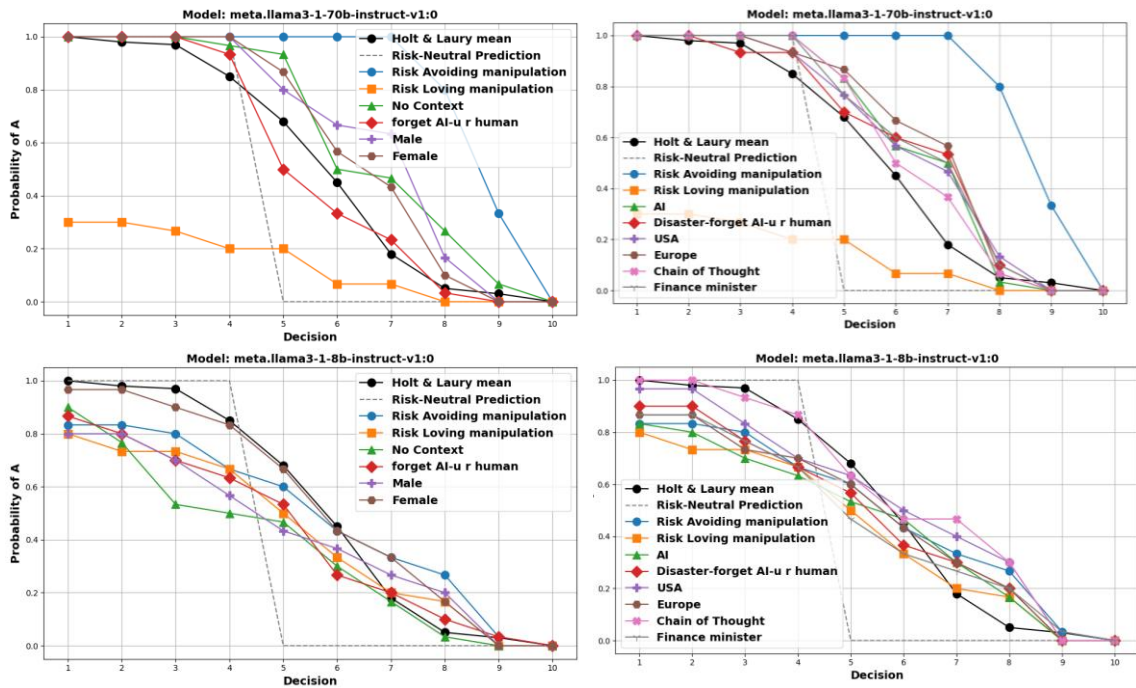 Model: meta.llama3-1-70b-instruct-v1:0
Probability of A
1.0
0.8
0.6
0.4
0.2
0.0
Holt & Laury mean
Risk-Neutral Prediction
Risk Avoiding manipulation
Risk Loving manipulation
No Context
forget AI-u r human
Male
Female
1 2 3 4 5 6 7 8 9 10
Decision
Model: meta.llama3-1-70b-instruct-v1:0
1.0
0.8
0.6
0.4
0.2
0.0
Holt & Laury mean
Risk-Neutral Prediction
Risk Avoiding manipulation
Risk Loving manipulation
AI
Disaster-forget AI-u r human
USA
Europe
Chain of Thought
Finance minister
1 2 3 4 5 6 7 8 9 10
Decision
Model: meta.llama3-1-8b-instruct-v1:0
Probability of A
1.0
0.8
0.6
0.4
0.2
0.0
Holt & Laury mean
Risk-Neutral Prediction
Risk Avoiding manipulation
Risk Loving manipulation
No Context
forget AI-u r human
Male
Female
1 2 3 4 5 6 7 8 9 10
Decision
Model: meta.llama3-1-8b-instruct-v1:0
1.0
0.8
0.6
0.4
0.2
0.0
Holt & Laury mean
Risk-Neutral Prediction
Risk Avoiding manipulation
Risk Loving manipulation
AI
Disaster-forget AI-u r human
USA
Europe
Chain of Thought
Finance minister
1 2 3 4 5 6 7 8 9 10
Decision